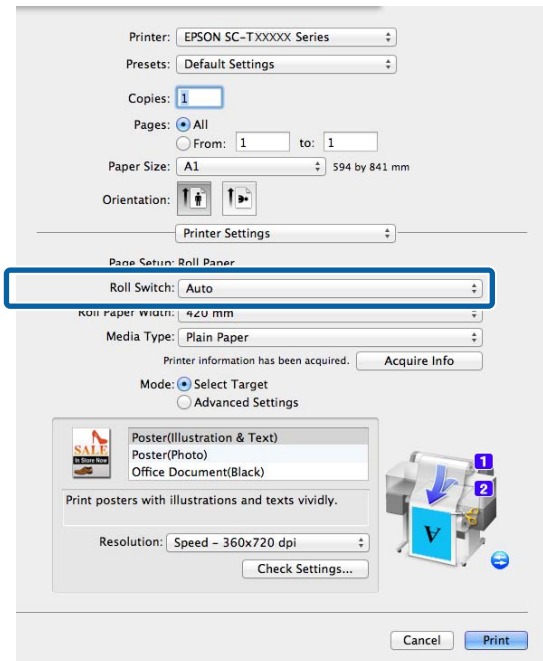 Printer: EPSON SC-TXXXXX Series
Presets: Default Settings
Copies: 1
Pages: All
From: 1 to: 1
Paper Size: A1 594 by 841 mm
Orientation:
Printer Settings
Page Setup: Roll Paper
Roll Switch: Auto
Roll Paper Width: 420 mm
Media Type: Plain Paper
Printer information has been acquired. Acquire Info
Mode: Select Target
Advanced Settings
SALE
In Store Now
Poster(Illustration & Text)
Poster(Photo)
Office Document(Black)
Print posters with illustrations and texts vividly.
Resolution: Speed - 360x720 dpi
Check Settings...
1
2
A
Cancel Print